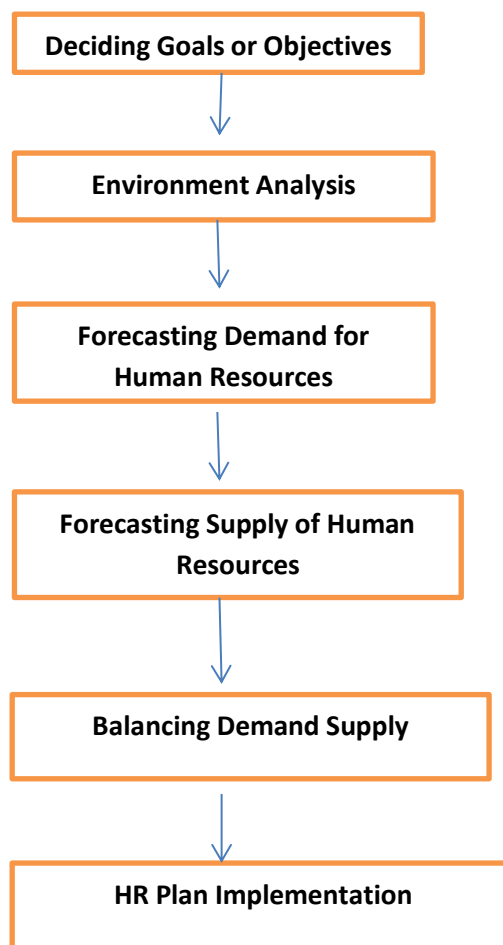 Deciding Goals or Objectives
Environment Analysis
Forecasting Demand for
Human Resources
Forecasting Supply of Human
Resources
Balancing Demand Supply
HR Plan Implementation